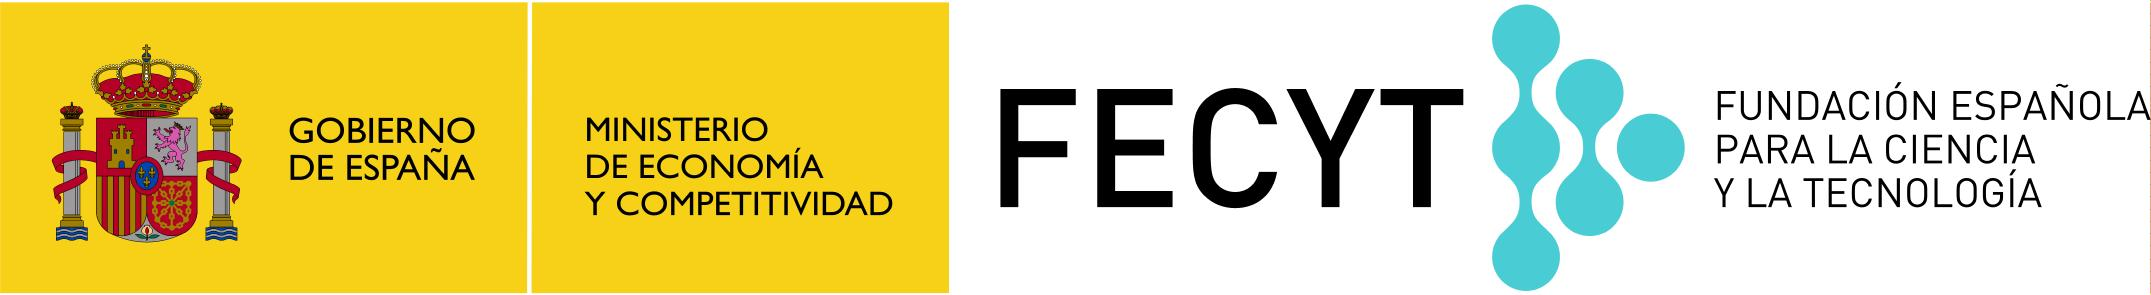 GOBIERNO
DE ESPAÑA
MINISTERIO
DE ECONOMÍA
Y COMPETITIVIDAD
FECYT
FUNDACIÓN ESPAÑOLA
PARA LA CIENCIA
Y LA TECNOLOGÍA